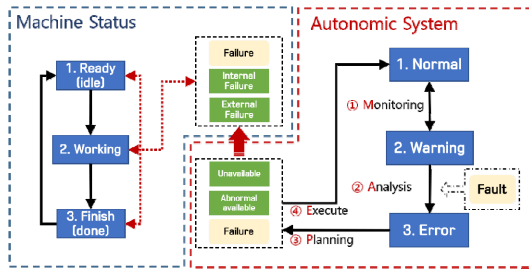 Machine Status
Autonomic System
1. Ready
(idle)
2. Working
3. Finish
(done)
Failure
Internal
Failure
External
Failure
Unavailable
Abnormal
available
Failure
1. Normal
① Monitoring
2. Warning
② Analysis
Fault
④ Execute
③ Planning
3. Error